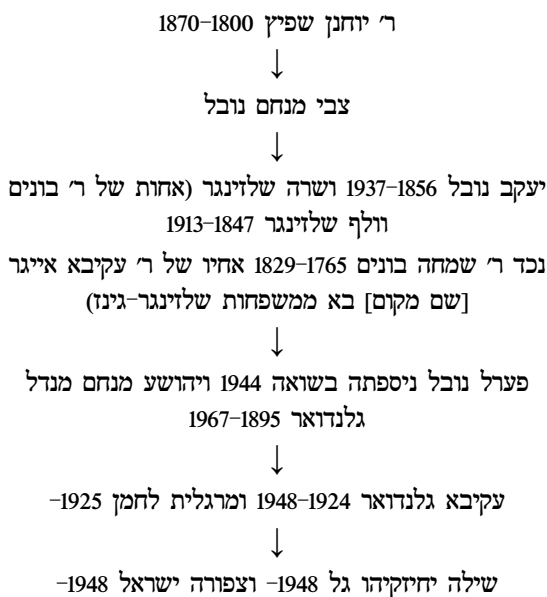 ר׳ יוחנן שפיץ 1800–1870
↓
צבי מנחם נובל
↓
יעקב נובל 1856–1937 ושרה שלזינגר (אחות של ר׳ בונים
וולף שלזינגר 1847–1913
נכד ר׳ שמחה בונים 1765–1829 אחיו של ר׳ עקיבא אייגר
[שם מקום] בא ממשפחות שלזינגר–גינז)
↓
פערל נובל ניספתה בשואה 1944 ויהושע מנחם מנדל
גלנדואר 1895–1967
↓
עקיבא גלנדואר 1924–1948 ומרגלית לחמן 1925–
↓
שילה יחיזקיהו גל 1948– וצפורה ישראל 1948–